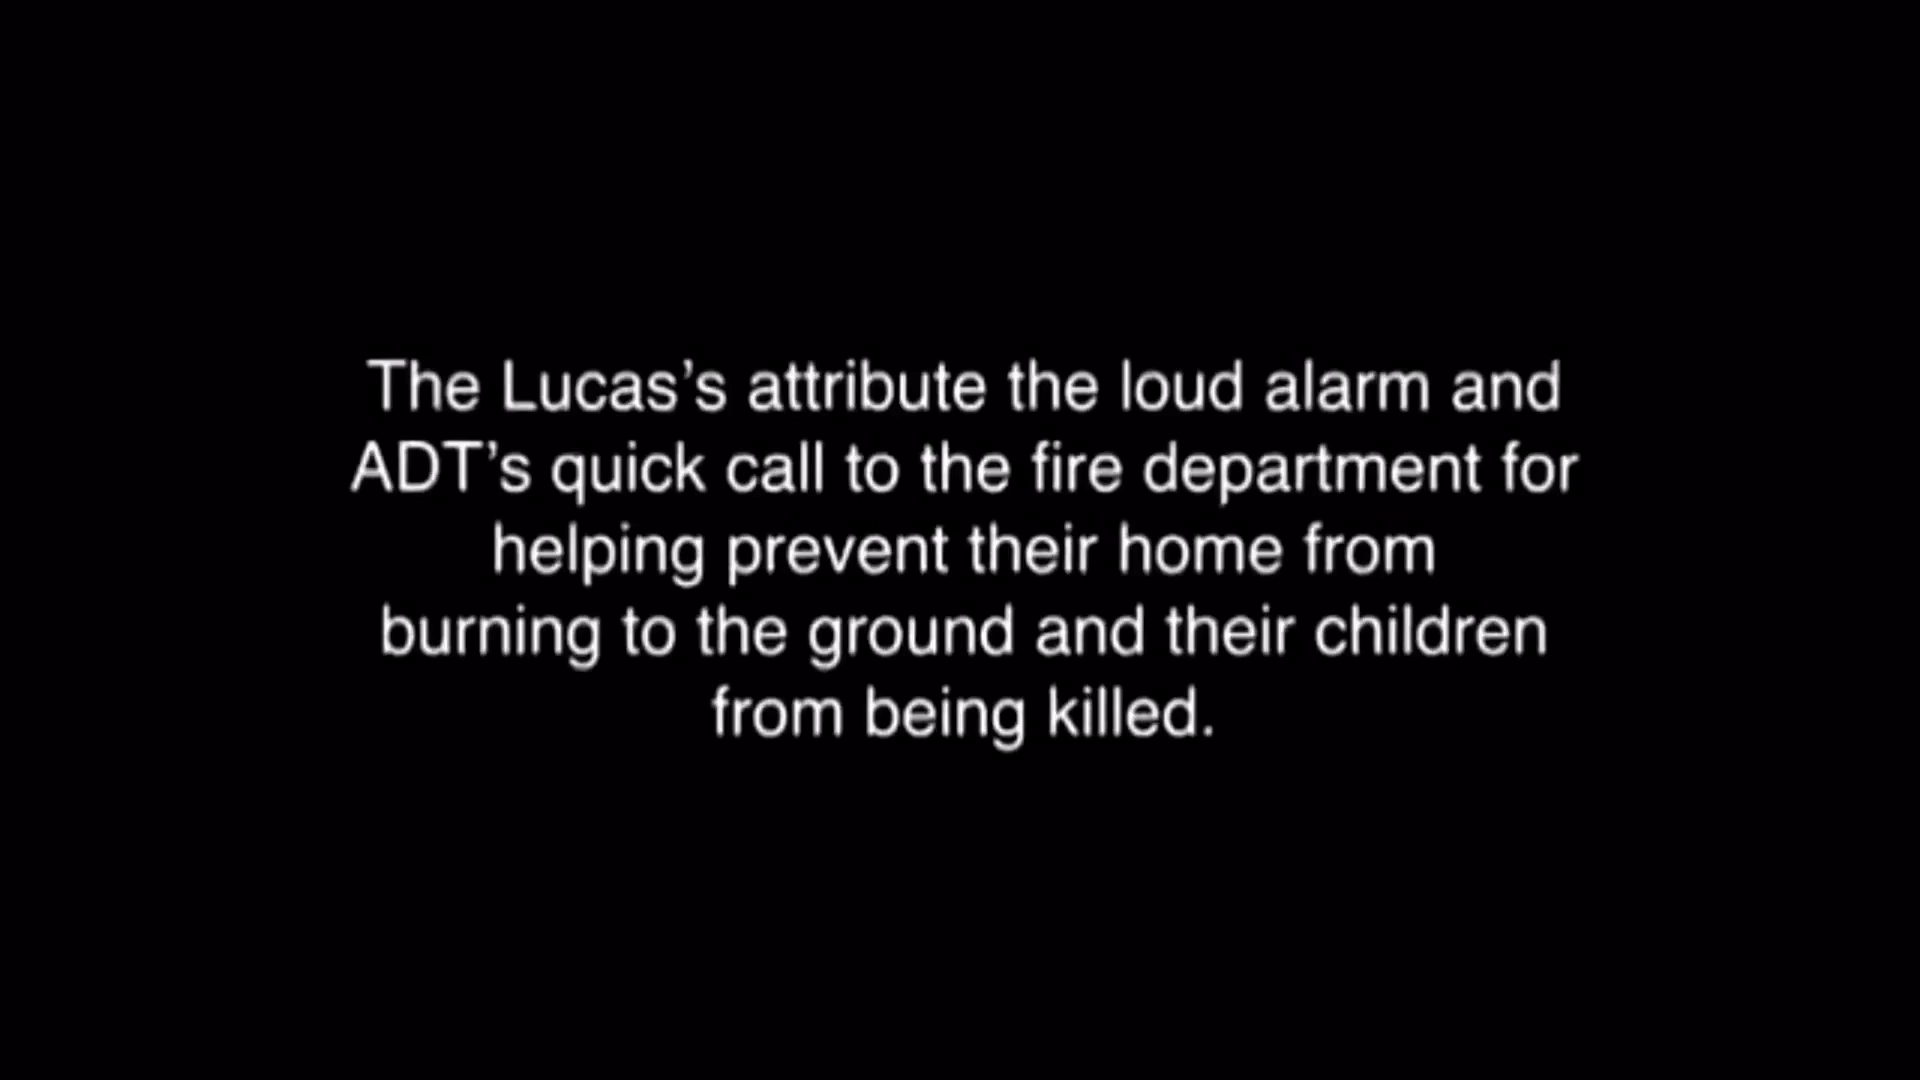 The Lucas’s attribute the loud alarm and
ADT’s quick call to the fire department for
helping prevent their home from
burning to the ground and their children
from being killed.